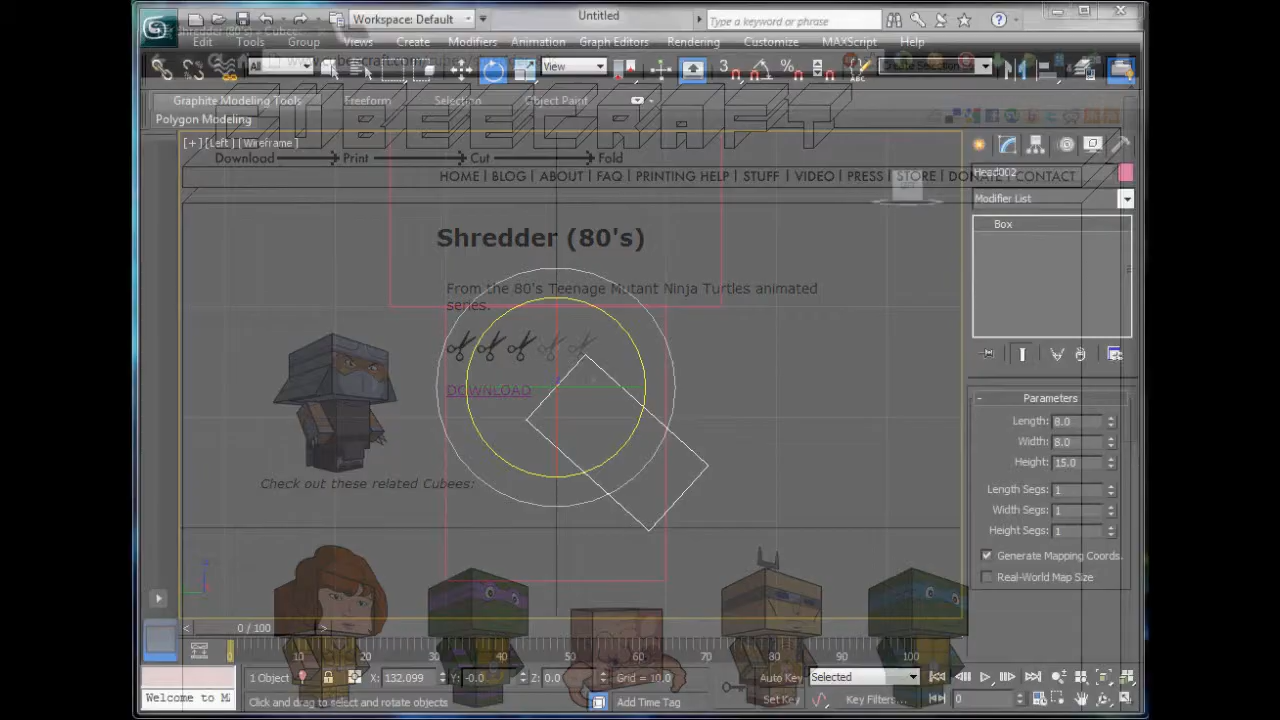 Workspace: Default
Untitled
Type a keyword or phrase
Edit Tools Group Views Create Modifiers Animation Graph Editors Rendering Customize MAXScript Help
All
View
3
Graphite Modeling Tools Freeform Selection Object Paint
Polygon Modeling
CUBEECRAFT
[+] [Left] [Wireframe]
Download Print Cut Fold
HOME | BLOG | ABOUT | FAQ | PRINTING HELP | STUFF | VIDEO | PRESS | STORE | DONATE | CONTACT
Head002
Modifier List
Box
Shredder (80's)
From the 80's Teenage Mutant Ninja Turtles animated
series.
DOWNLOAD
Check out these related Cubees:
Parameters
Length: 8.0
Width: 8.0
Height: 15.0
Length Segs: 1
Width Segs: 1
Height Segs: 1
Generate Mapping Coords.
Real-World Map Size
< 0 / 100 >
0 10 20 30 40 50 60 70 80 90 100
1 Object X: 132.099 Y: -0.0 Z: 0.0 Grid = 10.0 Auto Key Selected
Welcome to M
Click and drag to select and rotate objects
Add Time Tag
Set Key Key Filters... 0